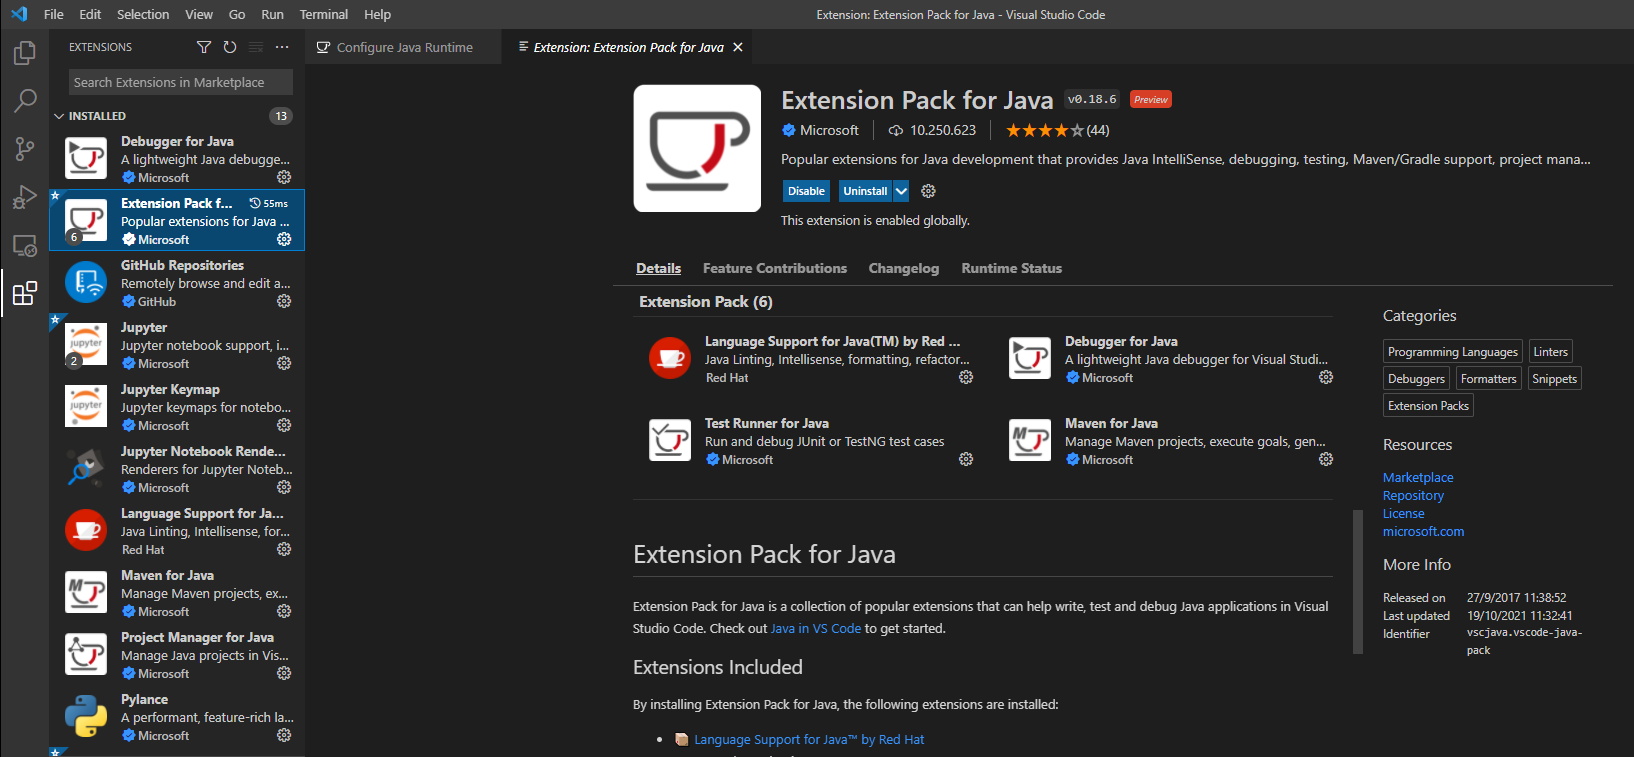 File Edit Selection View Go Run Terminal Help
Extension: Extension Pack for Java - Visual Studio Code
EXTENSIONS
Search Extensions in Marketplace
INSTALLED 13
Debugger for Java
A lightweight Java debugge...
Microsoft
Extension Pack f... 55ms
Popular extensions for Java ...
6
Microsoft
GitHub Repositories
Remotely browse and edit a...
GitHub
Jupyter
Jupyter notebook support, i...
jupyter
2
Microsoft
Jupyter Keymap
Jupyter keymaps for notebo...
jupyter
Microsoft
Jupyter Notebook Rende...
Renderers for Jupyter Noteb...
Microsoft
Language Support for Ja...
Java Linting, Intellisense, for...
Red Hat
Maven for Java
Manage Maven projects, ex...
M
Microsoft
Project Manager for Java
Manage Java projects in Vis...
Microsoft
Pylance
A performant, feature-rich la...
Microsoft
Configure Java Runtime
Extension: Extension Pack for Java
Extension Pack for Java v0.18.6 Preview
Microsoft 10.250.623 (44)
Popular extensions for Java development that provides Java IntelliSense, debugging, testing, Maven/Gradle support, project mana...
Disable Uninstall
This extension is enabled globally.
Details Feature Contributions Changelog Runtime Status
Extension Pack (6)
Language Support for Java(TM) by Red ...
Java Linting, Intellisense, formatting, refactor...
Red Hat
Debugger for Java
A lightweight Java debugger for Visual Studi...
Microsoft
Test Runner for Java
Run and debug JUnit or TestNG test cases
Microsoft
Maven for Java
Manage Maven projects, execute goals, gen...
M
Microsoft
Extension Pack for Java
Extension Pack for Java is a collection of popular extensions that can help write, test and debug Java applications in Visual
Studio Code. Check out Java in VS Code to get started.
Extensions Included
By installing Extension Pack for Java, the following extensions are installed:
• Language Support for Java™ by Red Hat
Categories
Programming Languages Linters
Debuggers Formatters Snippets
Extension Packs
Resources
Marketplace
Repository
License
microsoft.com
More Info
Released on 27/9/2017 11:38:52
Last updated 19/10/2021 11:32:41
Identifier vscjava.vscode-java-
pack